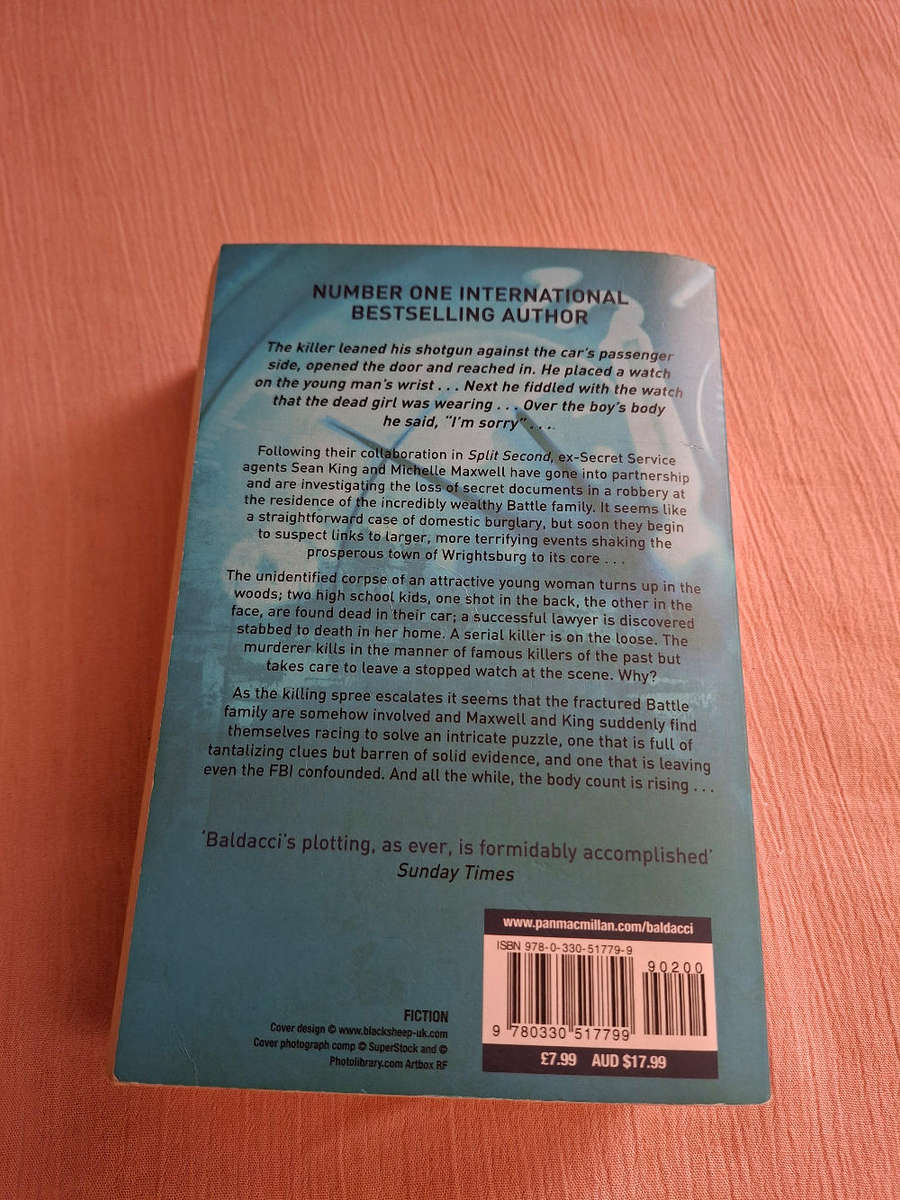 NUMBER ONE INTERNATIONAL
BESTSELLING AUTHOR
The killer leaned his shotgun against the car's passenger
side, opened the door and reached in. He placed a watch
on the young man's wrist . . . Next he fiddled with the watch
that the dead girl was wearing . . . Over the boy's body
he said, "I'm sorry" . . .
Following their collaboration in Split Second, ex-Secret Service
agents Sean King and Michelle Maxwell have gone into partnership
and are investigating the loss of secret documents in a robbery at
the residence of the incredibly wealthy Battle family. It seems like
a straightforward case of domestic burglary, but soon they begin
to suspect links to larger, more terrifying events shaking the
prosperous town of Wrightsburg to its core . . .
The unidentified corpse of an attractive young woman turns up in the
woods; two high school kids, one shot in the back, the other in the
face, are found dead in their car; a successful lawyer is discovered
stabbed to death in her home. A serial killer is on the loose. The
murderer kills in the manner of famous killers of the past but
takes care to leave a stopped watch at the scene. Why?
As the killing spree escalates it seems that the fractured Battle
family are somehow involved and Maxwell and King suddenly find
themselves racing to solve an intricate puzzle, one that is full of
tantalizing clues but barren of solid evidence, and one that is leaving
even the FBI confounded. And all the while, the body count is rising . . .
'Baldacci's plotting, as ever, is formidably accomplished'
Sunday Times
www.panmacmillan.com/baldacci
ISBN 978-0-330-51779-9
90200
9 780330 517799
£7.99 AUD $17.99
FICTION
Cover design © www.blacksheep-uk.com
Cover photograph comp © SuperStock and ©
Photolibrary.com Artbox RF